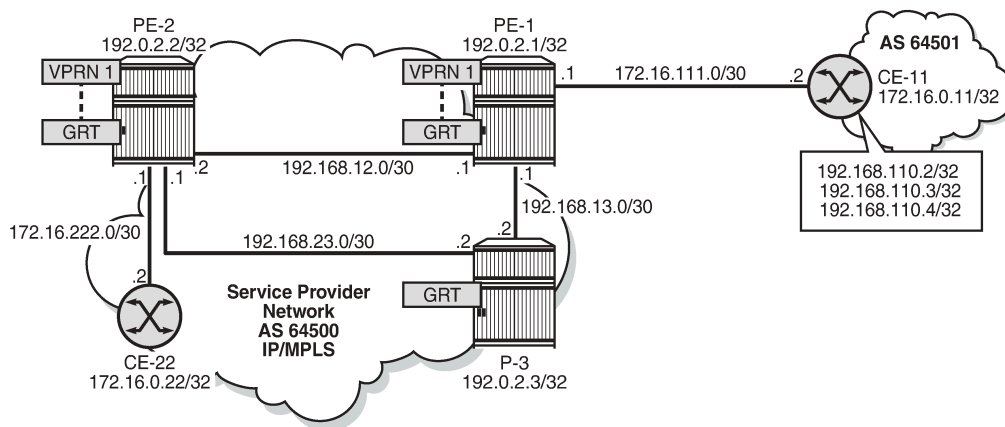 PE-2
192.0.2.2/32
PE-1
192.0.2.1/32
AS 64501
VPRN 1
VPRN 1
.1
172.16.111.0/30
.2
CE-11
172.16.0.11/32
GRT
GRT
.2
192.168.12.0/30
.1
192.168.110.2/32
192.168.110.3/32
192.168.110.4/32
.1
.1
.1
192.168.13.0/30
172.16.222.0/30
192.168.23.0/30
.2
.2
.2
Service Provider
Network
AS 64500
IP/MPLS
GRT
CE-22
172.16.0.22/32
P-3
192.0.2.3/32